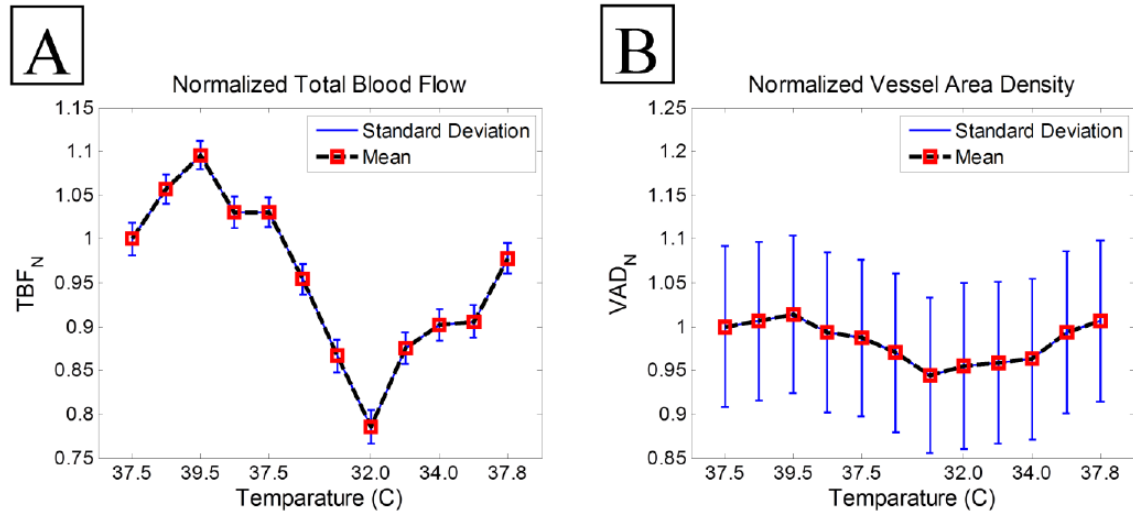 A
Normalized Total Blood Flow
1.15
1.1
1.05
1
0.95
0.9
0.85
0.8
0.75
TBF_N
Standard Deviation
Mean
37.5 39.5 37.5 32.0 34.0 37.8
Temparature (C)
B
Normalized Vessel Area Density
1.25
1.2
1.15
1.1
1.05
1
0.95
0.9
0.85
VAD_N
Standard Deviation
Mean
37.5 39.5 37.5 32.0 34.0 37.8
Temparature (C)